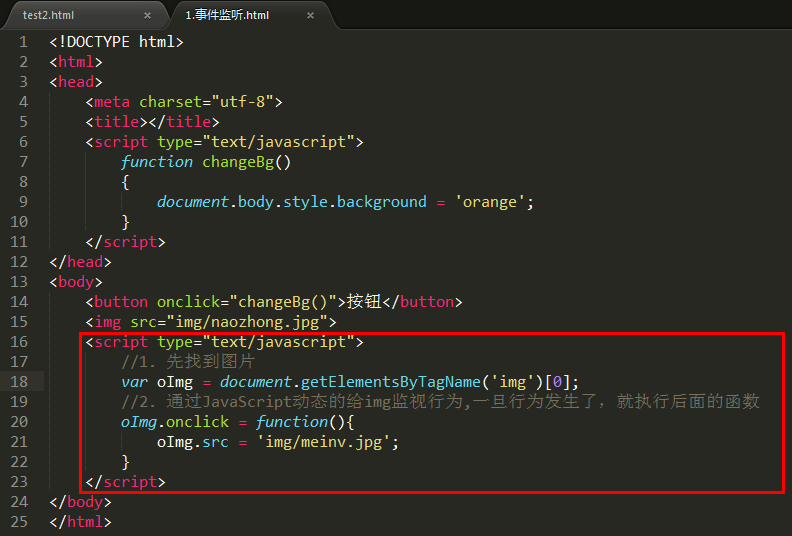 test2.html × 1.事件监听.html ×
1 <!DOCTYPE html>
2 <html>
3 <head>
4 <meta charset="utf-8">
5 <title></title>
6 <script type="text/javascript">
7 function changeBg()
8 {
9 document.body.style.background = 'orange';
10 }
11 </script>
12 </head>
13 <body>
14 <button onclick="changeBg()">按钮</button>
15 <img src="img/naozhong.jpg">
16 <script type="text/javascript">
17 //1. 先找到图片
18 var oImg = document.getElementsByTagName('img')[0];
19 //2. 通过JavaScript动态的给img监视行为,一旦行为发生了，就执行后面的函数
20 oImg.onclick = function(){
21 oImg.src = 'img/meinv.jpg';
22 }
23 </script>
24 </body>
25 </html>